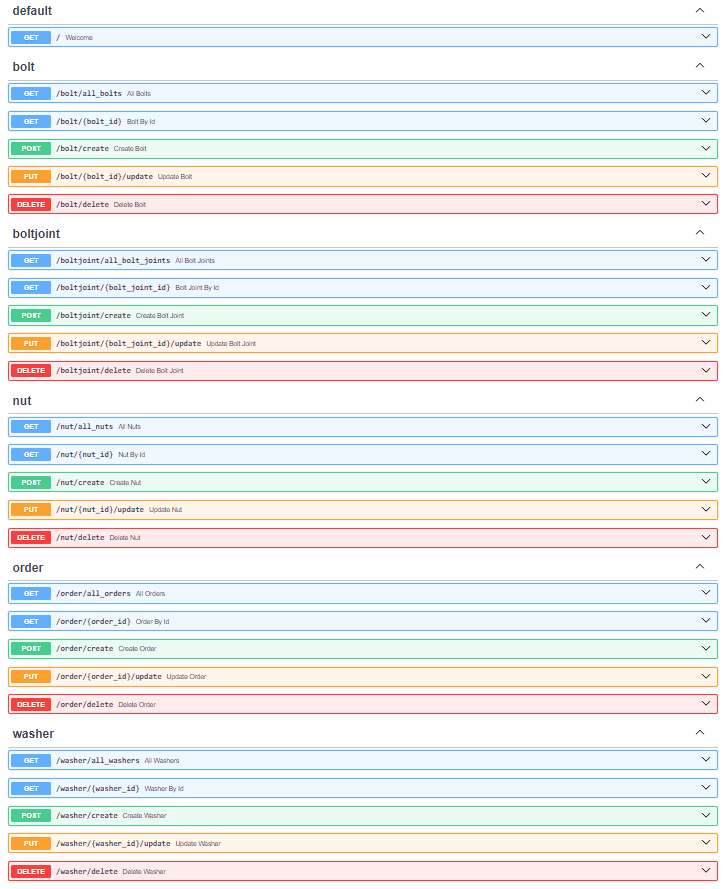 default
GET / Welcome
bolt
GET /bolt/all_bolts All Bolts
GET /bolt/{bolt_id} Bolt By Id
POST /bolt/create Create Bolt
PUT /bolt/{bolt_id}/update Update Bolt
DELETE /bolt/delete Delete Bolt
boltjoint
GET /boltjoint/all_bolt_joints All Bolt Joints
GET /boltjoint/{bolt_joint_id} Bolt Joint By Id
POST /boltjoint/create Create Bolt Joint
PUT /boltjoint/{bolt_joint_id}/update Update Bolt Joint
DELETE /boltjoint/delete Delete Bolt Joint
nut
GET /nut/all_nuts All Nuts
GET /nut/{nut_id} Nut By Id
POST /nut/create Create Nut
PUT /nut/{nut_id}/update Update Nut
DELETE /nut/delete Delete Nut
order
GET /order/all_orders All Orders
GET /order/{order_id} Order By Id
POST /order/create Create Order
PUT /order/{order_id}/update Update Order
DELETE /order/delete Delete Order
washer
GET /washer/all_washers All Washers
GET /washer/{washer_id} Washer By Id
POST /washer/create Create Washer
PUT /washer/{washer_id}/update Update Washer
DELETE /washer/delete Delete Washer